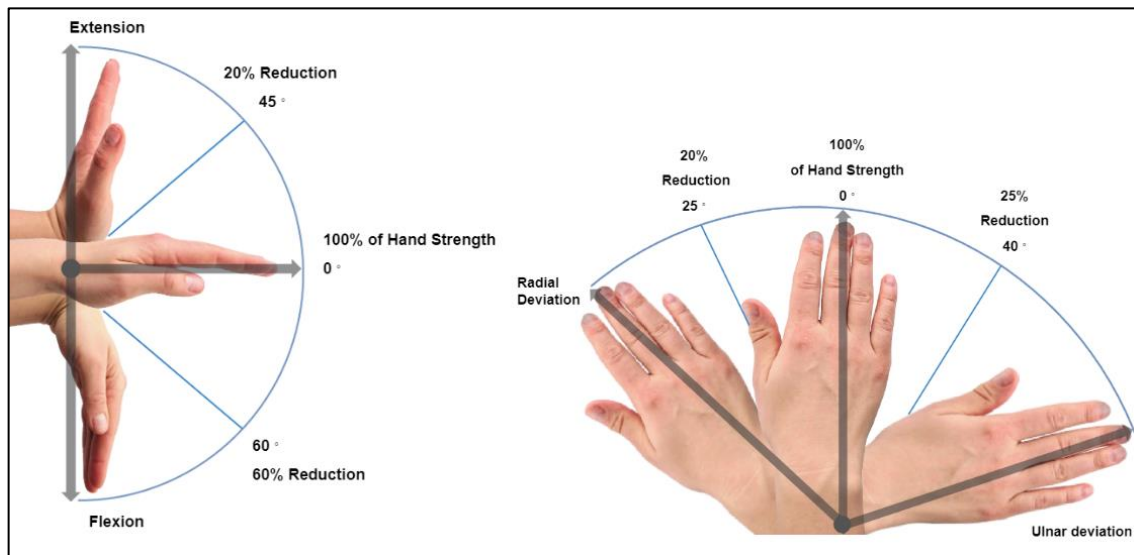 Extension
20% Reduction
45 °
100% of Hand Strength
0 °
60 °
60% Reduction
Flexion
100%
of Hand Strength
0 °
20%
Reduction
25 °
25%
Reduction
40 °
Radial
Deviation
Ulnar deviation